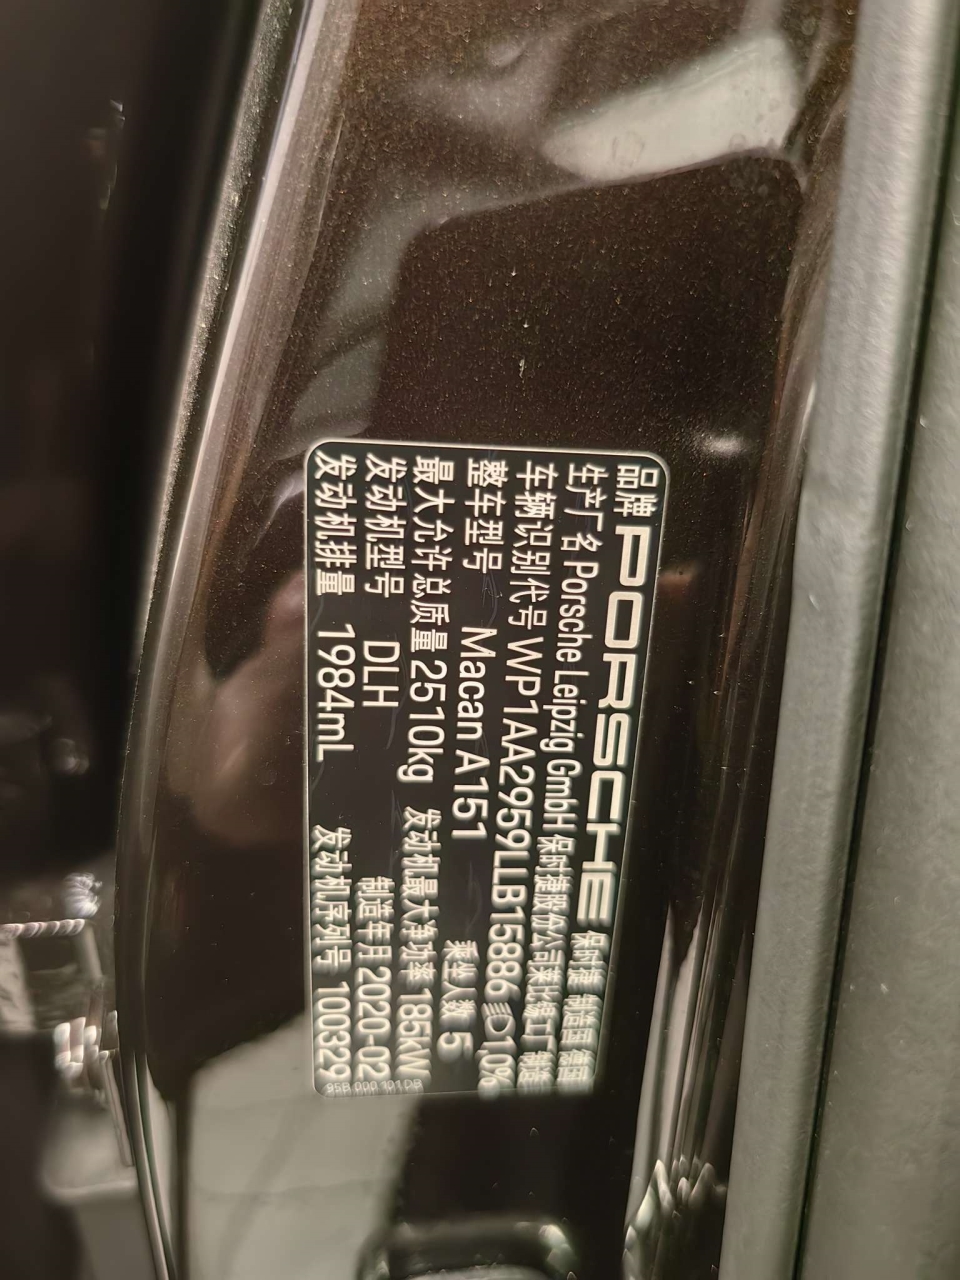 品牌 PORSCHE 保时捷 制造国 德国
生产厂名 Porsche Leipzig GmbH 保时捷股份公司莱比锡工厂 制造
车辆识别代号 WP1AA2959LLB15886 1,0%
整车型号 Macan A151 乘坐人数 5
最大允许总质量 2510kg 发动机最大净功率 185kW
发动机型号 DLH 制造年月 2020-02
发动机排量 1984mL 发动机序列号 100329
95B 000 101 DB